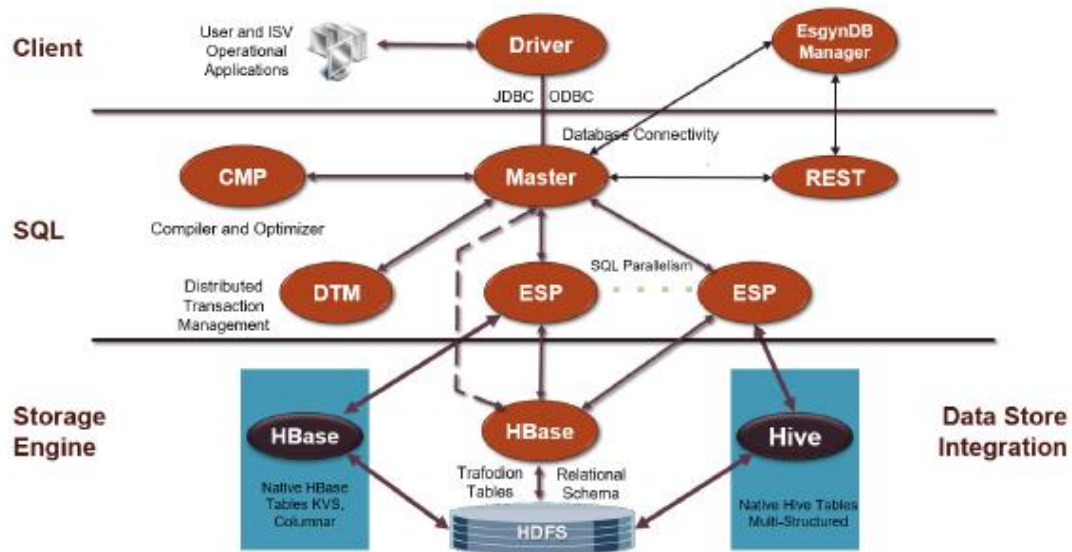 Client
User and ISV
Operational
Applications
Driver
EsgynDB
Manager
JDBC
ODBC
Database Connectivity
CMP
Master
REST
SQL
Compiler and Optimizer
SQL Parallelism
Distributed
Transaction
Management
DTM
ESP
ESP
Storage
Engine
HBase
HBase
Hive
Data Store
Integration
Trafodion
Tables
Relational
Schema
Native HBase
Tables KVS,
Columnar
Native Hive Tables
Multi-Structured
HDFS